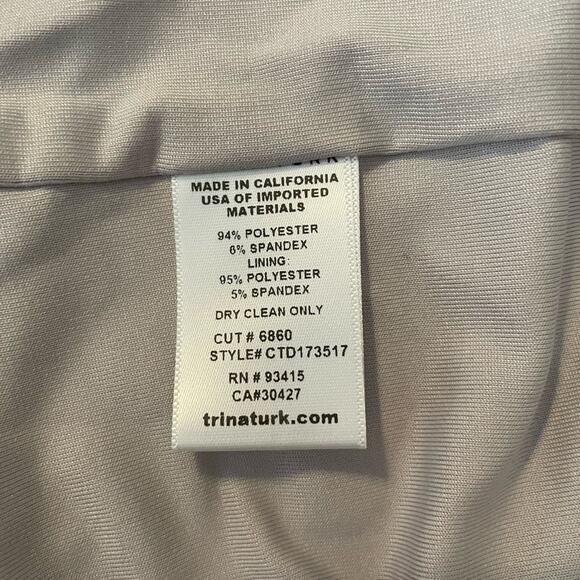 MADE IN CALIFORNIA
USA OF IMPORTED
MATERIALS
94% POLYESTER
6% SPANDEX
LINING:
95% POLYESTER
5% SPANDEX
DRY CLEAN ONLY
CUT # 6860
STYLE# CTD173517
RN # 93415
CA#30427
trinaturk.com